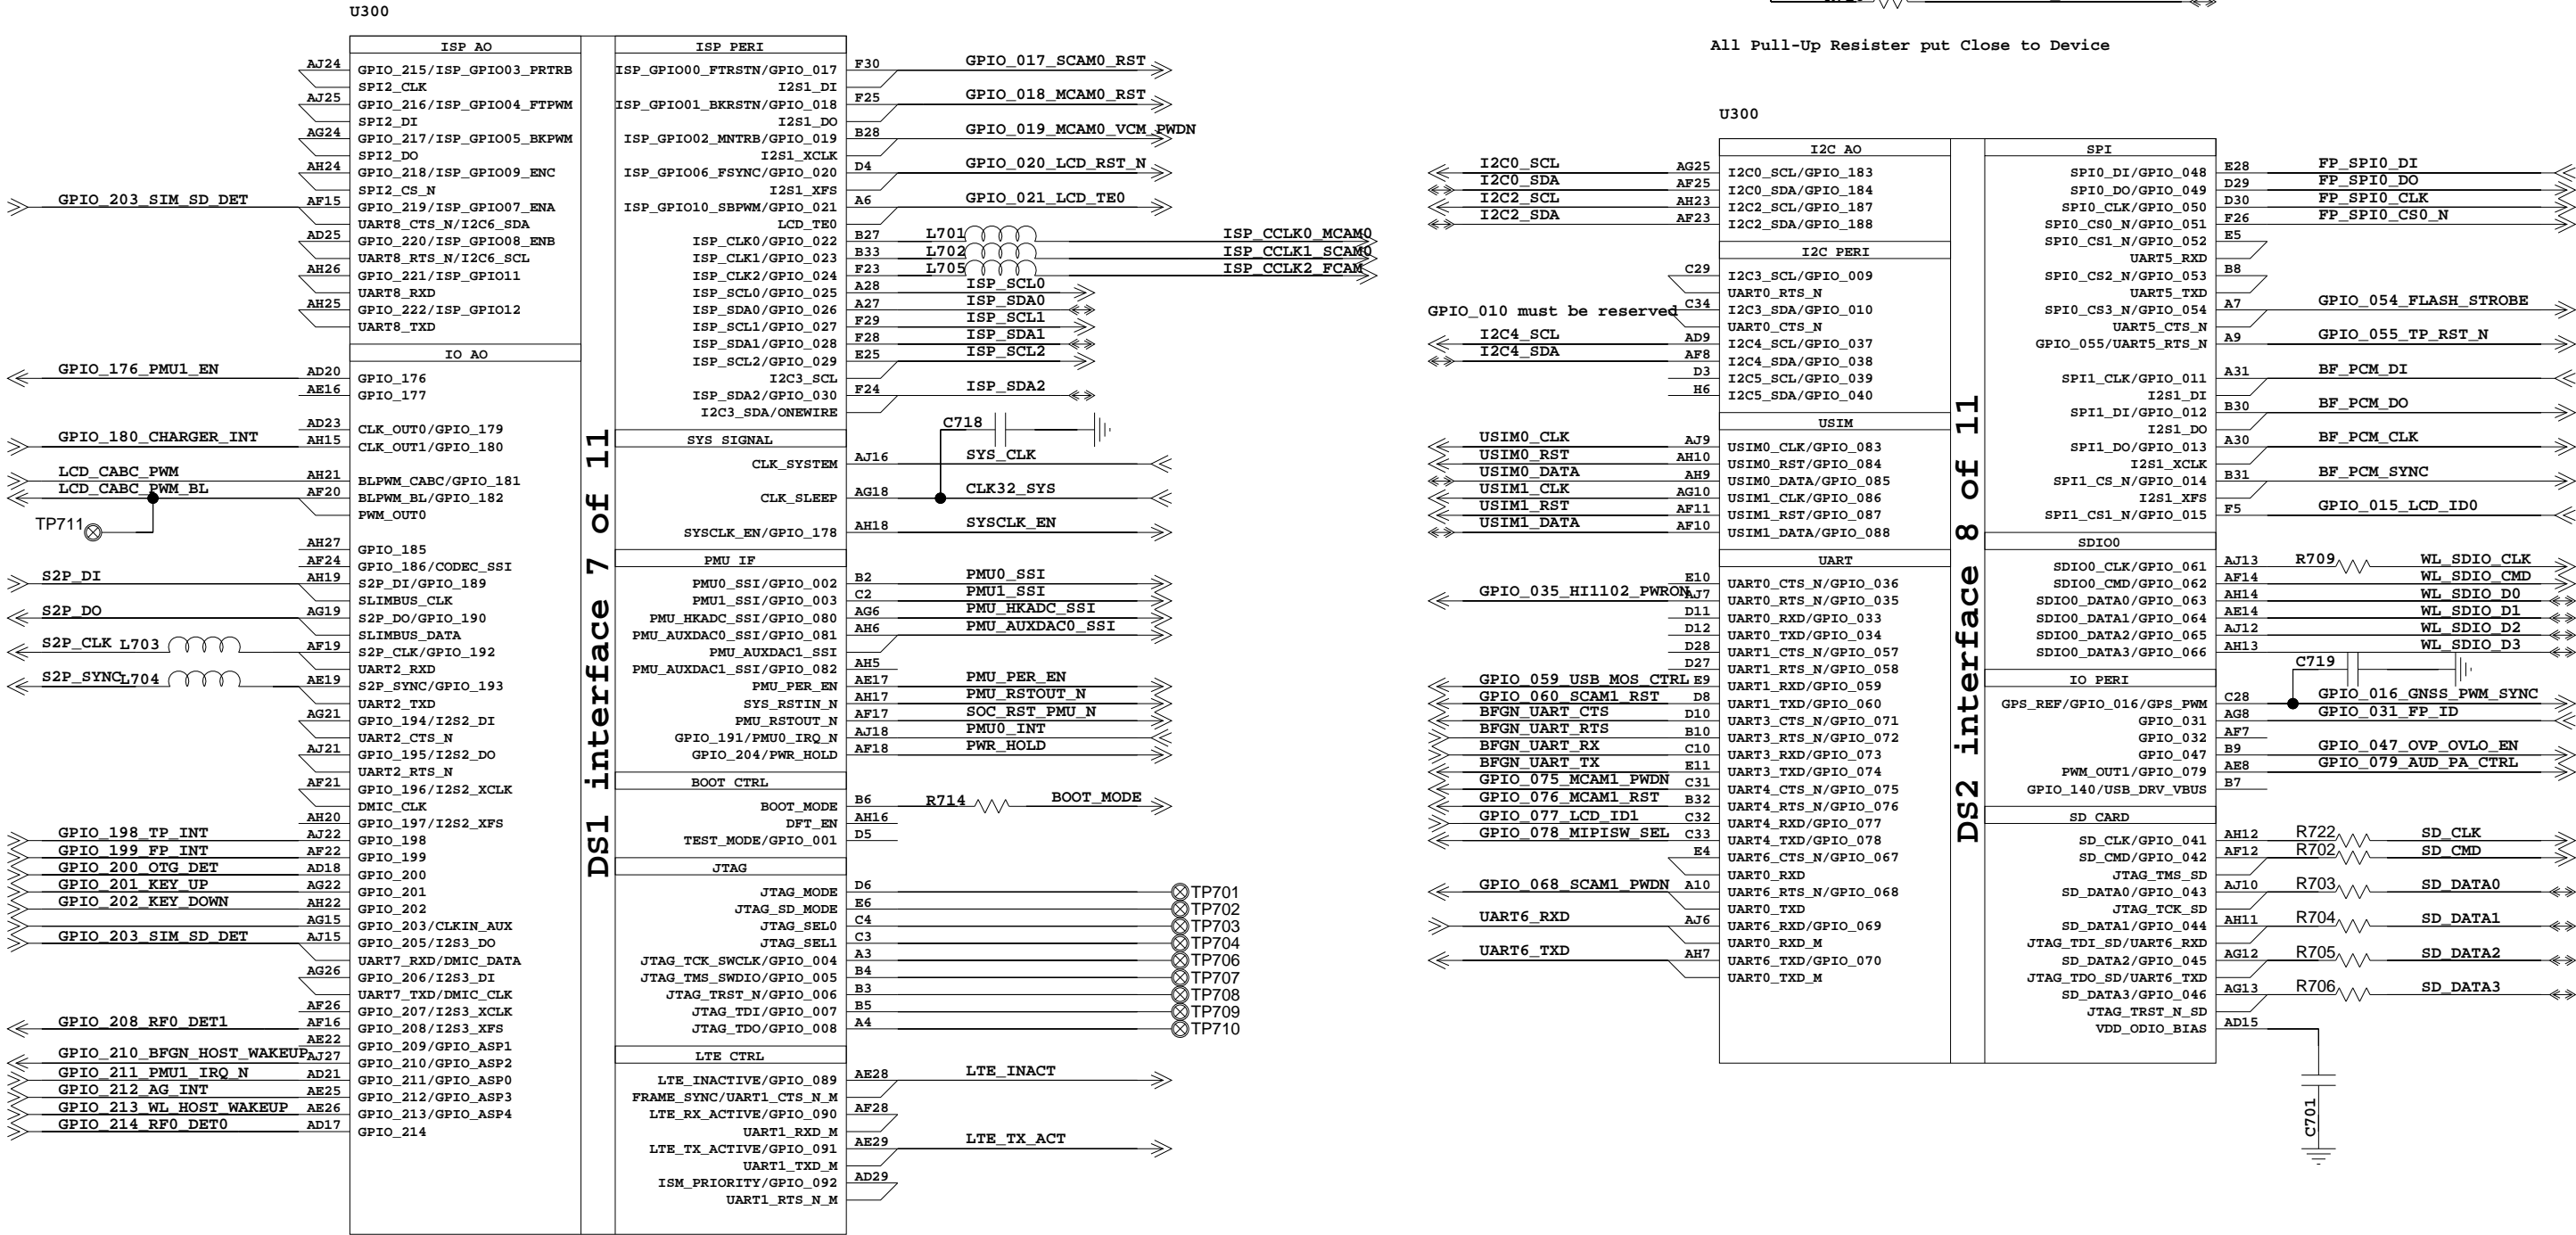 U300
ISP AO
AJ24 GPIO_215/ISP_GPIO03_PRTRB
SPI2_CLK
AJ25 GPIO_216/ISP_GPIO04_FTPWM
SPI2_DI
AG24 GPIO_217/ISP_GPIO05_BKPWM
SPI2_DO
AH24 GPIO_218/ISP_GPIO09_ENC
SPI2_CS_N
GPIO_203_SIM_SD_DET AF15 GPIO_219/ISP_GPIO07_ENA
UART8_CTS_N/I2C6_SDA
AD25 GPIO_220/ISP_GPIO08_ENB
UART8_RTS_N/I2C6_SCL
AH26 GPIO_221/ISP_GPIO11
UART8_RXD
AH25 GPIO_222/ISP_GPIO12
UART8_TXD
IO AO
GPIO_176_PMU1_EN AD20 GPIO_176
AE16 GPIO_177
AD23 CLK_OUT0/GPIO_179
GPIO_180_CHARGER_INT AH15 CLK_OUT1/GPIO_180
LCD_CABC_PWM AH21 BLPWM_CABC/GPIO_181
LCD_CABC_PWM_BL AF20 BLPWM_BL/GPIO_182
PWM_OUT0
TP711
AH27 GPIO_185
AF24 GPIO_186/CODEC_SSI
S2P_DI AH19 S2P_DI/GPIO_189
SLIMBUS_CLK
S2P_DO AG19 S2P_DO/GPIO_190
SLIMBUS_DATA
S2P_CLK L703 AF19 S2P_CLK/GPIO_192
UART2_RXD
S2P_SYNC L704 AE19 S2P_SYNC/GPIO_193
UART2_TXD
AG21 GPIO_194/I2S2_DI
UART2_CTS_N
AJ21 GPIO_195/I2S2_DO
UART2_RTS_N
AF21 GPIO_196/I2S2_XCLK
DMIC_CLK
AH20 GPIO_197/I2S2_XFS
GPIO_198_TP_INT AJ22 GPIO_198
GPIO_199_FP_INT AF22 GPIO_199
GPIO_200_OTG_DET AD18 GPIO_200
GPIO_201_KEY_UP AG22 GPIO_201
GPIO_202_KEY_DOWN AH22 GPIO_202
AG15 GPIO_203/CLKIN_AUX
GPIO_203_SIM_SD_DET AJ15 GPIO_205/I2S3_DO
UART7_RXD/DMIC_DATA
AG26 GPIO_206/I2S3_DI
UART7_TXD/DMIC_CLK
AF26 GPIO_207/I2S3_XCLK
GPIO_208_RF0_DET1 AF16 GPIO_208/I2S3_XFS
AE22 GPIO_209/GPIO_ASP1
GPIO_210_BFGN_HOST_WAKEUP AJ27 GPIO_210/GPIO_ASP2
GPIO_211_PMU1_IRQ_N AD21 GPIO_211/GPIO_ASP0
GPIO_212_AG_INT AE25 GPIO_212/GPIO_ASP3
GPIO_213_WL_HOST_WAKEUP AE26 GPIO_213/GPIO_ASP4
GPIO_214_RF0_DET0 AD17 GPIO_214
DS1 interface 7 of 11
ISP PERI
ISP_GPIO00_FTRSTN/GPIO_017 F30 GPIO_017_SCAM0_RST
I2S1_DI
ISP_GPIO01_BKRSTN/GPIO_018 F25 GPIO_018_MCAM0_RST
I2S1_DO
ISP_GPIO02_MNTRB/GPIO_019 B28 GPIO_019_MCAM0_VCM_PWDN
I2S1_XCLK
ISP_GPIO06_FSYNC/GPIO_020 D4 GPIO_020_LCD_RST_N
I2S1_XFS
ISP_GPIO10_SBPWM/GPIO_021 A6 GPIO_021_LCD_TE0
LCD_TE0
ISP_CLK0/GPIO_022 B27 L701 ISP_CCLK0_MCAM0
ISP_CLK1/GPIO_023 B33 L702 ISP_CCLK1_SCAM0
ISP_CLK2/GPIO_024 F23 L705 ISP_CCLK2_FCAM
ISP_SCL0/GPIO_025 A28 ISP_SCL0
ISP_SDA0/GPIO_026 A27 ISP_SDA0
ISP_SCL1/GPIO_027 F29 ISP_SCL1
ISP_SDA1/GPIO_028 F28 ISP_SDA1
ISP_SCL2/GPIO_029 E25 ISP_SCL2
I2C3_SCL
ISP_SDA2/GPIO_030 F24 ISP_SDA2
I2C3_SDA/ONEWIRE
C718
SYS SIGNAL
CLK_SYSTEM AJ16 SYS_CLK
CLK_SLEEP AG18 CLK32_SYS
SYSCLK_EN/GPIO_178 AH18 SYSCLK_EN
PMU IF
PMU0_SSI/GPIO_002 B2 PMU0_SSI
PMU1_SSI/GPIO_003 C2 PMU1_SSI
PMU_HKADC_SSI/GPIO_080 AG6 PMU_HKADC_SSI
PMU_AUXDAC0_SSI/GPIO_081 AH6 PMU_AUXDAC0_SSI
PMU_AUXDAC1_SSI
PMU_AUXDAC1_SSI/GPIO_082 AH5
PMU_PER_EN AE17 PMU_PER_EN
SYS_RSTIN_N AH17 PMU_RSTOUT_N
PMU_RSTOUT_N AF17 SOC_RST_PMU_N
GPIO_191/PMU0_IRQ_N AJ18 PMU0_INT
GPIO_204/PWR_HOLD AF18 PWR_HOLD
BOOT CTRL
BOOT_MODE B6 R714 BOOT_MODE
DFT_EN AH16
TEST_MODE/GPIO_001 D5
JTAG
JTAG_MODE D6 TP701
JTAG_SD_MODE E6 TP702
JTAG_SEL0 C4 TP703
JTAG_SEL1 C3 TP704
JTAG_TCK_SWCLK/GPIO_004 A3 TP706
JTAG_TMS_SWDIO/GPIO_005 B4 TP707
JTAG_TRST_N/GPIO_006 B3 TP708
JTAG_TDI/GPIO_007 B5 TP709
JTAG_TDO/GPIO_008 A4 TP710
LTE CTRL
LTE_INACTIVE/GPIO_089 AE28 LTE_INACT
FRAME_SYNC/UART1_CTS_N_M
LTE_RX_ACTIVE/GPIO_090 AF28
UART1_RXD_M
LTE_TX_ACTIVE/GPIO_091 AE29 LTE_TX_ACT
UART1_TXD_M
ISM_PRIORITY/GPIO_092 AD29
UART1_RTS_N_M
All Pull-Up Resister put Close to Device
U300
I2C AO
I2C0_SCL AG25 I2C0_SCL/GPIO_183
I2C0_SDA AF25 I2C0_SDA/GPIO_184
I2C2_SCL AH23 I2C2_SCL/GPIO_187
I2C2_SDA AF23 I2C2_SDA/GPIO_188
I2C PERI
C29 I2C3_SCL/GPIO_009
UART0_RTS_N
GPIO_010 must be reserved C34 I2C3_SDA/GPIO_010
UART0_CTS_N
I2C4_SCL AD9 I2C4_SCL/GPIO_037
I2C4_SDA AF8 I2C4_SDA/GPIO_038
D3 I2C5_SCL/GPIO_039
H6 I2C5_SDA/GPIO_040
USIM
USIM0_CLK AJ9 USIM0_CLK/GPIO_083
USIM0_RST AH10 USIM0_RST/GPIO_084
USIM0_DATA AH9 USIM0_DATA/GPIO_085
USIM1_CLK AG10 USIM1_CLK/GPIO_086
USIM1_RST AF11 USIM1_RST/GPIO_087
USIM1_DATA AF10 USIM1_DATA/GPIO_088
UART
E10 UART0_CTS_N/GPIO_036
GPIO_035_HI1102_PWRON AJ7 UART0_RTS_N/GPIO_035
D11 UART0_RXD/GPIO_033
D12 UART0_TXD/GPIO_034
D28 UART1_CTS_N/GPIO_057
D27 UART1_RTS_N/GPIO_058
GPIO_059_USB_MOS_CTRL E9 UART1_RXD/GPIO_059
GPIO_060_SCAM1_RST D8 UART1_TXD/GPIO_060
BFGN_UART_CTS D10 UART3_CTS_N/GPIO_071
BFGN_UART_RTS B10 UART3_RTS_N/GPIO_072
BFGN_UART_RX C10 UART3_RXD/GPIO_073
BFGN_UART_TX E11 UART3_TXD/GPIO_074
GPIO_075_MCAM1_PWDN C31 UART4_CTS_N/GPIO_075
GPIO_076_MCAM1_RST B32 UART4_RTS_N/GPIO_076
GPIO_077_LCD_ID1 C32 UART4_RXD/GPIO_077
GPIO_078_MIPISW_SEL C33 UART4_TXD/GPIO_078
E4 UART6_CTS_N/GPIO_067
UART0_RXD
GPIO_068_SCAM1_PWDN A10 UART6_RTS_N/GPIO_068
UART0_TXD
UART6_RXD AJ6 UART6_RXD/GPIO_069
UART0_RXD_M
UART6_TXD AH7 UART6_TXD/GPIO_070
UART0_TXD_M
DS2 interface 8 of 11
SPI
SPI0_DI/GPIO_048 E28 FP_SPI0_DI
SPI0_DO/GPIO_049 D29 FP_SPI0_DO
SPI0_CLK/GPIO_050 D30 FP_SPI0_CLK
SPI0_CS0_N/GPIO_051 F26 FP_SPI0_CS0_N
SPI0_CS1_N/GPIO_052 E5
UART5_RXD
SPI0_CS2_N/GPIO_053 B8
UART5_TXD
SPI0_CS3_N/GPIO_054 A7 GPIO_054_FLASH_STROBE
UART5_CTS_N
GPIO_055/UART5_RTS_N A9 GPIO_055_TP_RST_N
SPI1_CLK/GPIO_011 A31 BF_PCM_DI
I2S1_DI
SPI1_DI/GPIO_012 B30 BF_PCM_DO
I2S1_DO
SPI1_DO/GPIO_013 A30 BF_PCM_CLK
I2S1_XCLK
SPI1_CS_N/GPIO_014 B31 BF_PCM_SYNC
I2S1_XFS
SPI1_CS1_N/GPIO_015 F5 GPIO_015_LCD_ID0
SDIO0
SDIO0_CLK/GPIO_061 AJ13 R709 WL_SDIO_CLK
SDIO0_CMD/GPIO_062 AF14 WL_SDIO_CMD
SDIO0_DATA0/GPIO_063 AH14 WL_SDIO_D0
SDIO0_DATA1/GPIO_064 AE14 WL_SDIO_D1
SDIO0_DATA2/GPIO_065 AJ12 WL_SDIO_D2
SDIO0_DATA3/GPIO_066 AH13 WL_SDIO_D3
C719
IO PERI
GPS_REF/GPIO_016/GPS_PWM C28 GPIO_016_GNSS_PWM_SYNC
GPIO_031 AG8 GPIO_031_FP_ID
GPIO_032 AF7
GPIO_047 B9 GPIO_047_OVP_OVLO_EN
PWM_OUT1/GPIO_079 AE8 GPIO_079_AUD_PA_CTRL
GPIO_140/USB_DRV_VBUS B7
SD CARD
SD_CLK/GPIO_041 AH12 R722 SD_CLK
SD_CMD/GPIO_042 AF12 R702 SD_CMD
JTAG_TMS_SD
SD_DATA0/GPIO_043 AJ10 R703 SD_DATA0
JTAG_TCK_SD
SD_DATA1/GPIO_044 AH11 R704 SD_DATA1
JTAG_TDI_SD/UART6_RXD
SD_DATA2/GPIO_045 AG12 R705 SD_DATA2
JTAG_TDO_SD/UART6_TXD
SD_DATA3/GPIO_046 AG13 R706 SD_DATA3
JTAG_TRST_N_SD
VDD_ODIO_BIAS AD15
C701